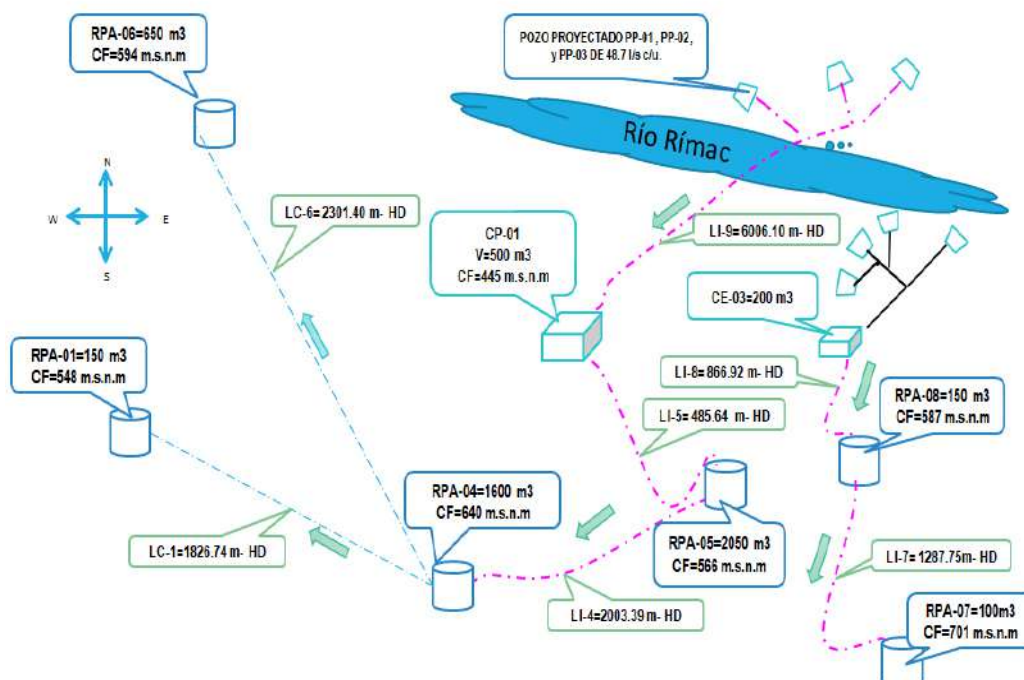 RPA-06=650 m3
CF=594 m.s.n.m
POZO PROYECTADO PP-01, PP-02,
y PP-03 DE 48.7 l/s c/u.
Río Rímac
N
W
E
S
LC-6=2301.40 m- HD
CP-01
V=500 m3
CF=445 m.s.n.m
LI-9=6006.10 m- HD
CE-03=200 m3
RPA-01=150 m3
CF=548 m.s.n.m
LI-8=866.92 m- HD
RPA-08=150 m3
CF=587 m.s.n.m
LI-5= 485.64 m- HD
RPA-04=1600 m3
CF=640 m.s.n.m
LC-1=1826.74 m- HD
RPA-05=2050 m3
CF=566 m.s.n.m
LI-7= 1287.75m- HD
LI-4=2003.39 m- HD
RPA-07=100m3
CF=701 m.s.n.m